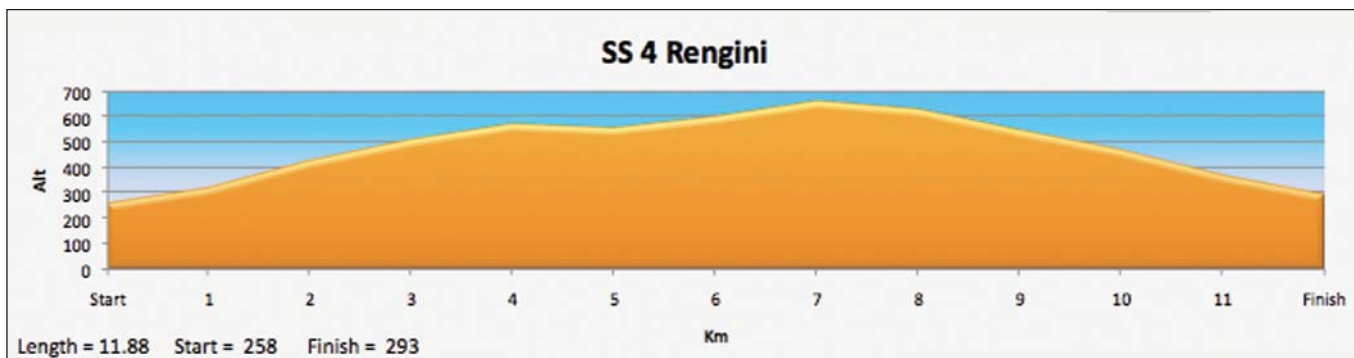 SS 4 Rengini
Alt
700
600
500
400
300
200
100
0
Start 1 2 3 4 5 6 7 8 9 10 11 Finish
Km
Length = 11.88 Start = 258 Finish = 293